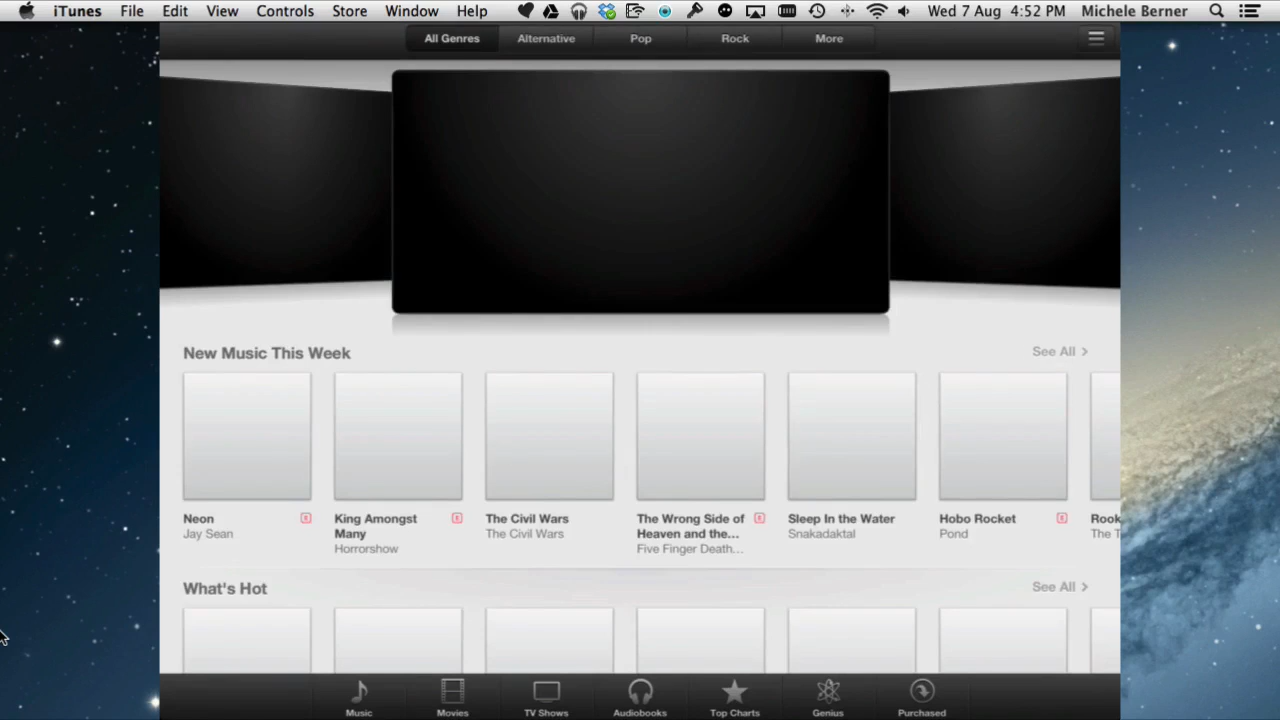 iTunes File Edit View Controls Store Window Help Wed 7 Aug 4:52 PM Michele Berner
All Genres Alternative Pop Rock More
New Music This Week See All >
Neon
Jay Sean
King Amongst
Many
Horrorshow
The Civil Wars
The Civil Wars
The Wrong Side of
Heaven and the...
Five Finger Death...
Sleep In the Water
Snakadaktal
Hobo Rocket
Pond
Rook
The T
What's Hot See All >
Music Movies TV Shows Audiobooks Top Charts Genius Purchased